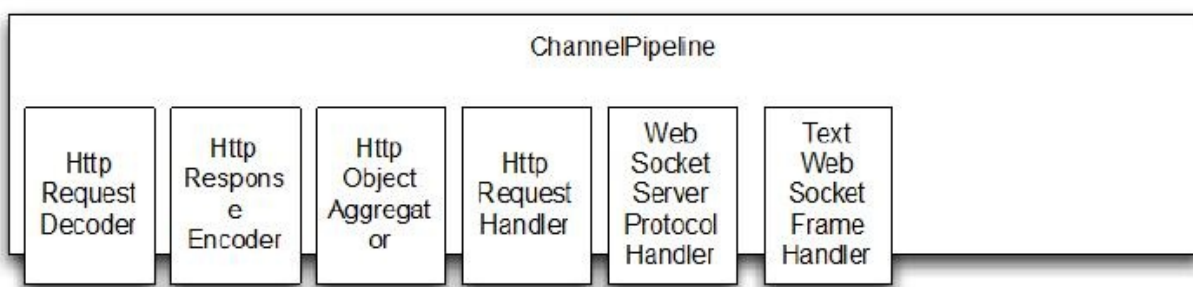 ChannelPipeline
Http
Request
Decoder
Http
Respons
e
Encoder
Http
Object
Aggregat
or
Http
Request
Handler
Web
Socket
Server
Protocol
Handler
Text
Web
Socket
Frame
Handler